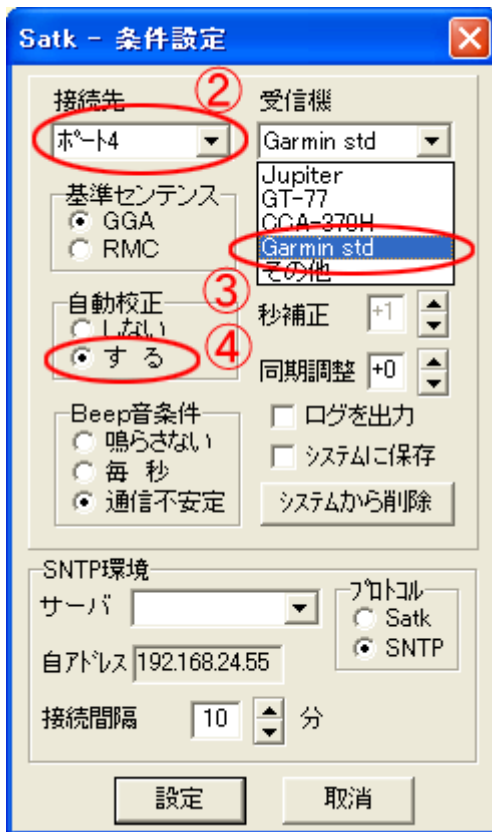 Satk - 条件設定
接続先 ② 受信機
ﾎﾟｰﾄ4 Garmin std
Jupiter
GT-77
CCA-370H
Garmin std
その他
基準センテンス
GGA
RMC
③
自動校正
しない
する ④
秒補正 +1
同期調整 +0
Beep音条件
鳴らさない
毎 秒
通信不安定
ログを出力
ｼｽﾃﾑに保存
ｼｽﾃﾑから削除
SNTP環境
サーバ
ﾌﾟﾛﾄｺﾙ
Satk
SNTP
自ｱﾄﾞﾚｽ 192.168.24.55
接続間隔 10 分
設定 取消